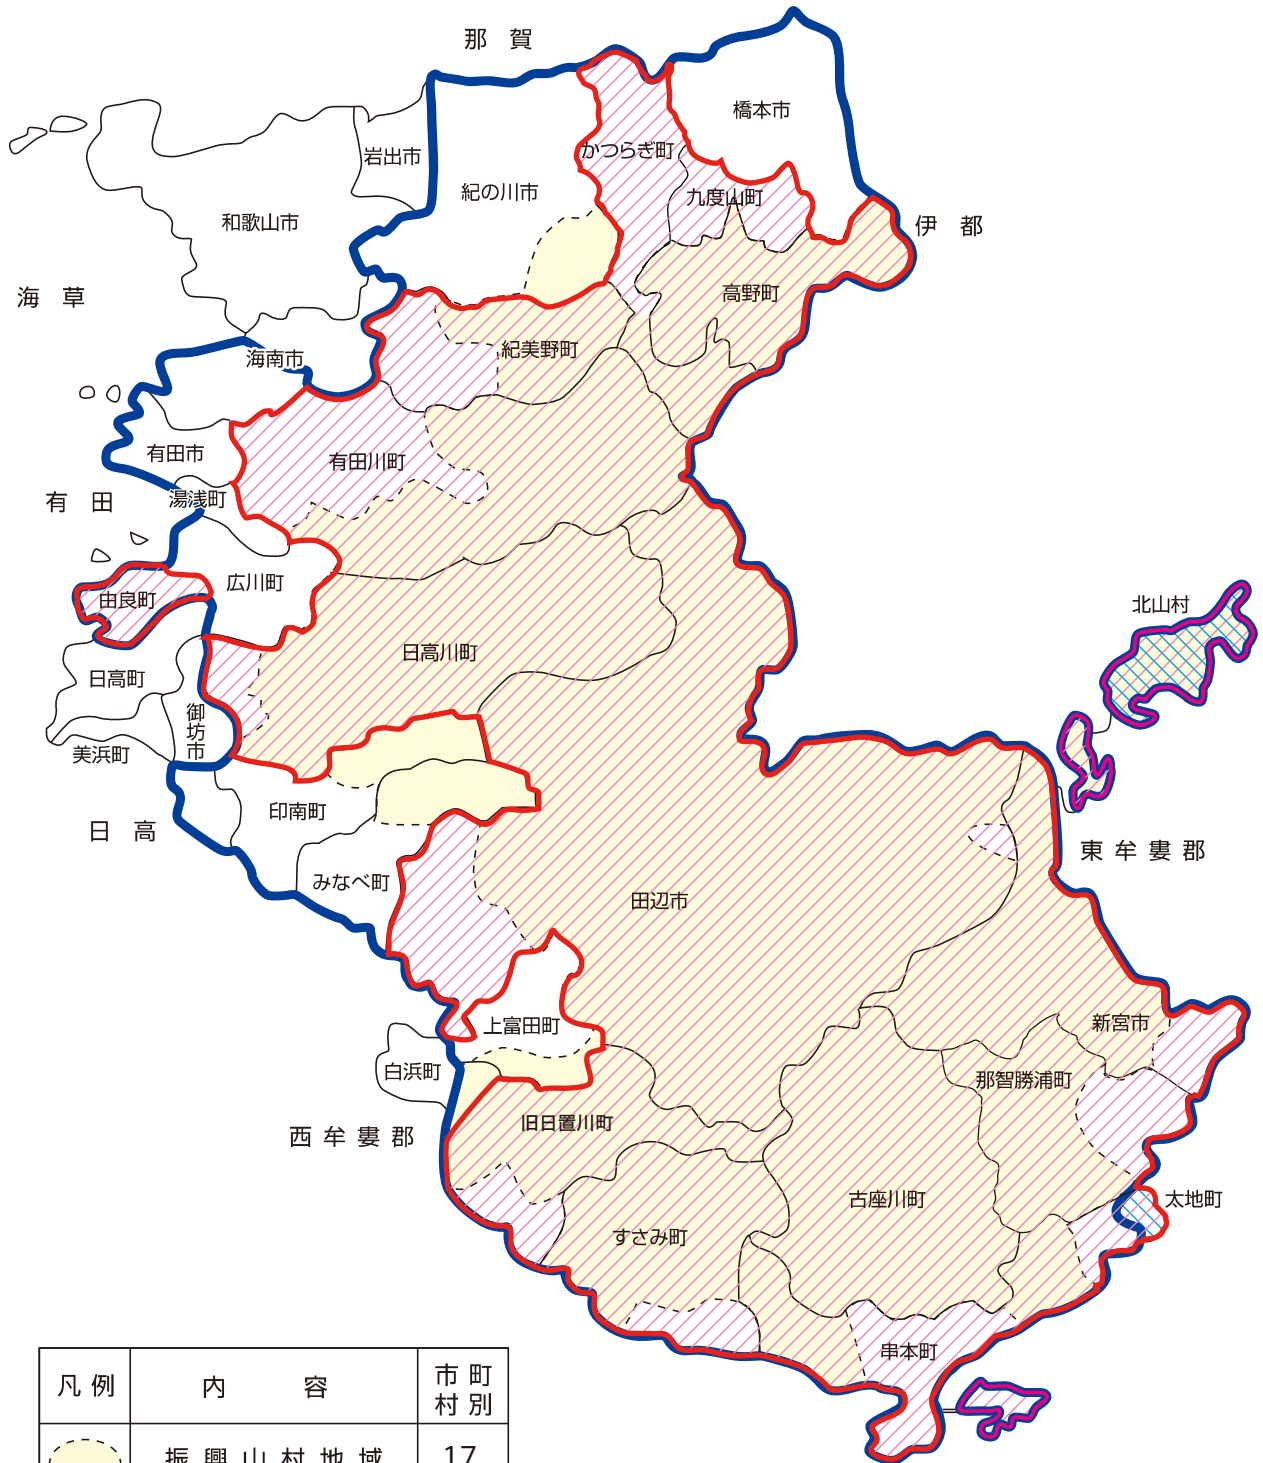 那賀
橋本市
かつらぎ町
岩出市
紀の川市
九度山町
和歌山市
伊都
海草
高野町
紀美野町
海南市
有田市
有田川町
湯浅町
有田
広川町
由良町
北山村
日高川町
日高町
御坊市
美浜町
印南町
日高
東牟婁郡
みなべ町
田辺市
上富田町
新宮市
白浜町
那智勝浦町
旧日置川町
西牟婁郡
古座川町
太地町
すさみ町
串本町
凡例 内容 市町村別
振興山村地域 17